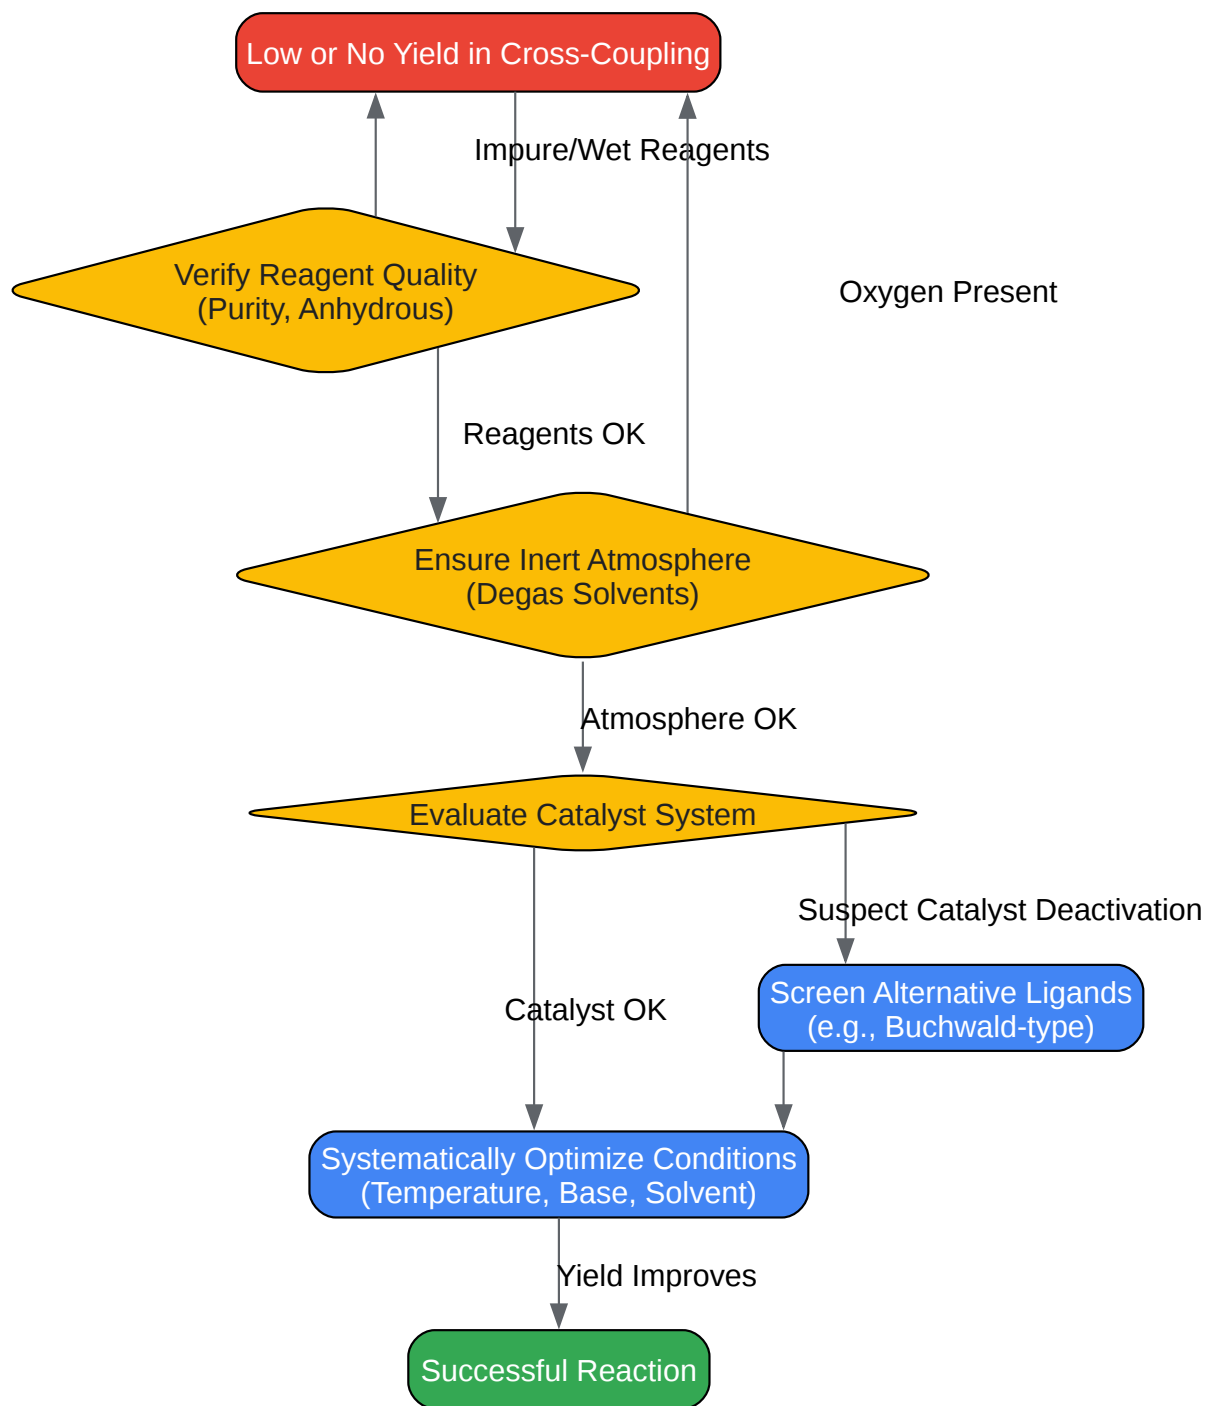 Low or No Yield in Cross-Coupling
Impure/Wet Reagents
Verify Reagent Quality
(Purity, Anhydrous)
Oxygen Present
Reagents OK
Ensure Inert Atmosphere
(Degas Solvents)
Atmosphere OK
Evaluate Catalyst System
Suspect Catalyst Deactivation
Screen Alternative Ligands
(e.g., Buchwald-type)
Catalyst OK
Systematically Optimize Conditions
(Temperature, Base, Solvent)
Yield Improves
Successful Reaction